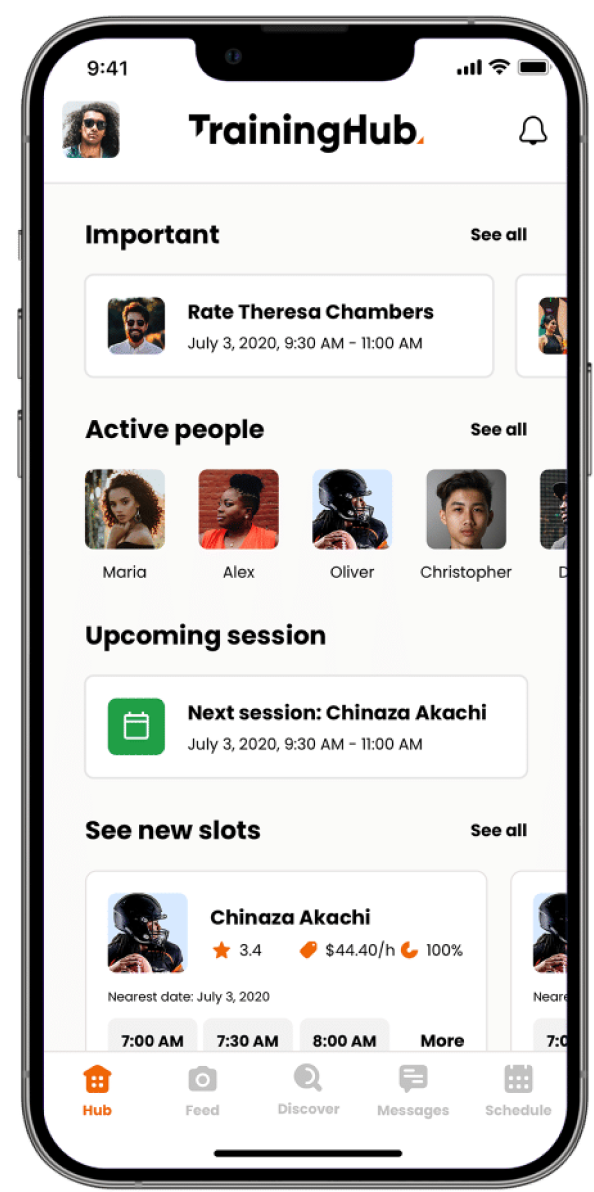 9:41
TrainingHub.
Important See all
Rate Theresa Chambers
July 3, 2020, 9:30 AM - 11:00 AM
Active people See all
Maria Alex Oliver Christopher D
Upcoming session
Next session: Chinaza Akachi
July 3, 2020, 9:30 AM - 11:00 AM
See new slots See all
Chinaza Akachi
3.4 $44.40/h 100%
Nearest date: July 3, 2020 Neare
7:00 AM 7:30 AM 8:00 AM More 7:0
Hub Feed Discover Messages Schedule